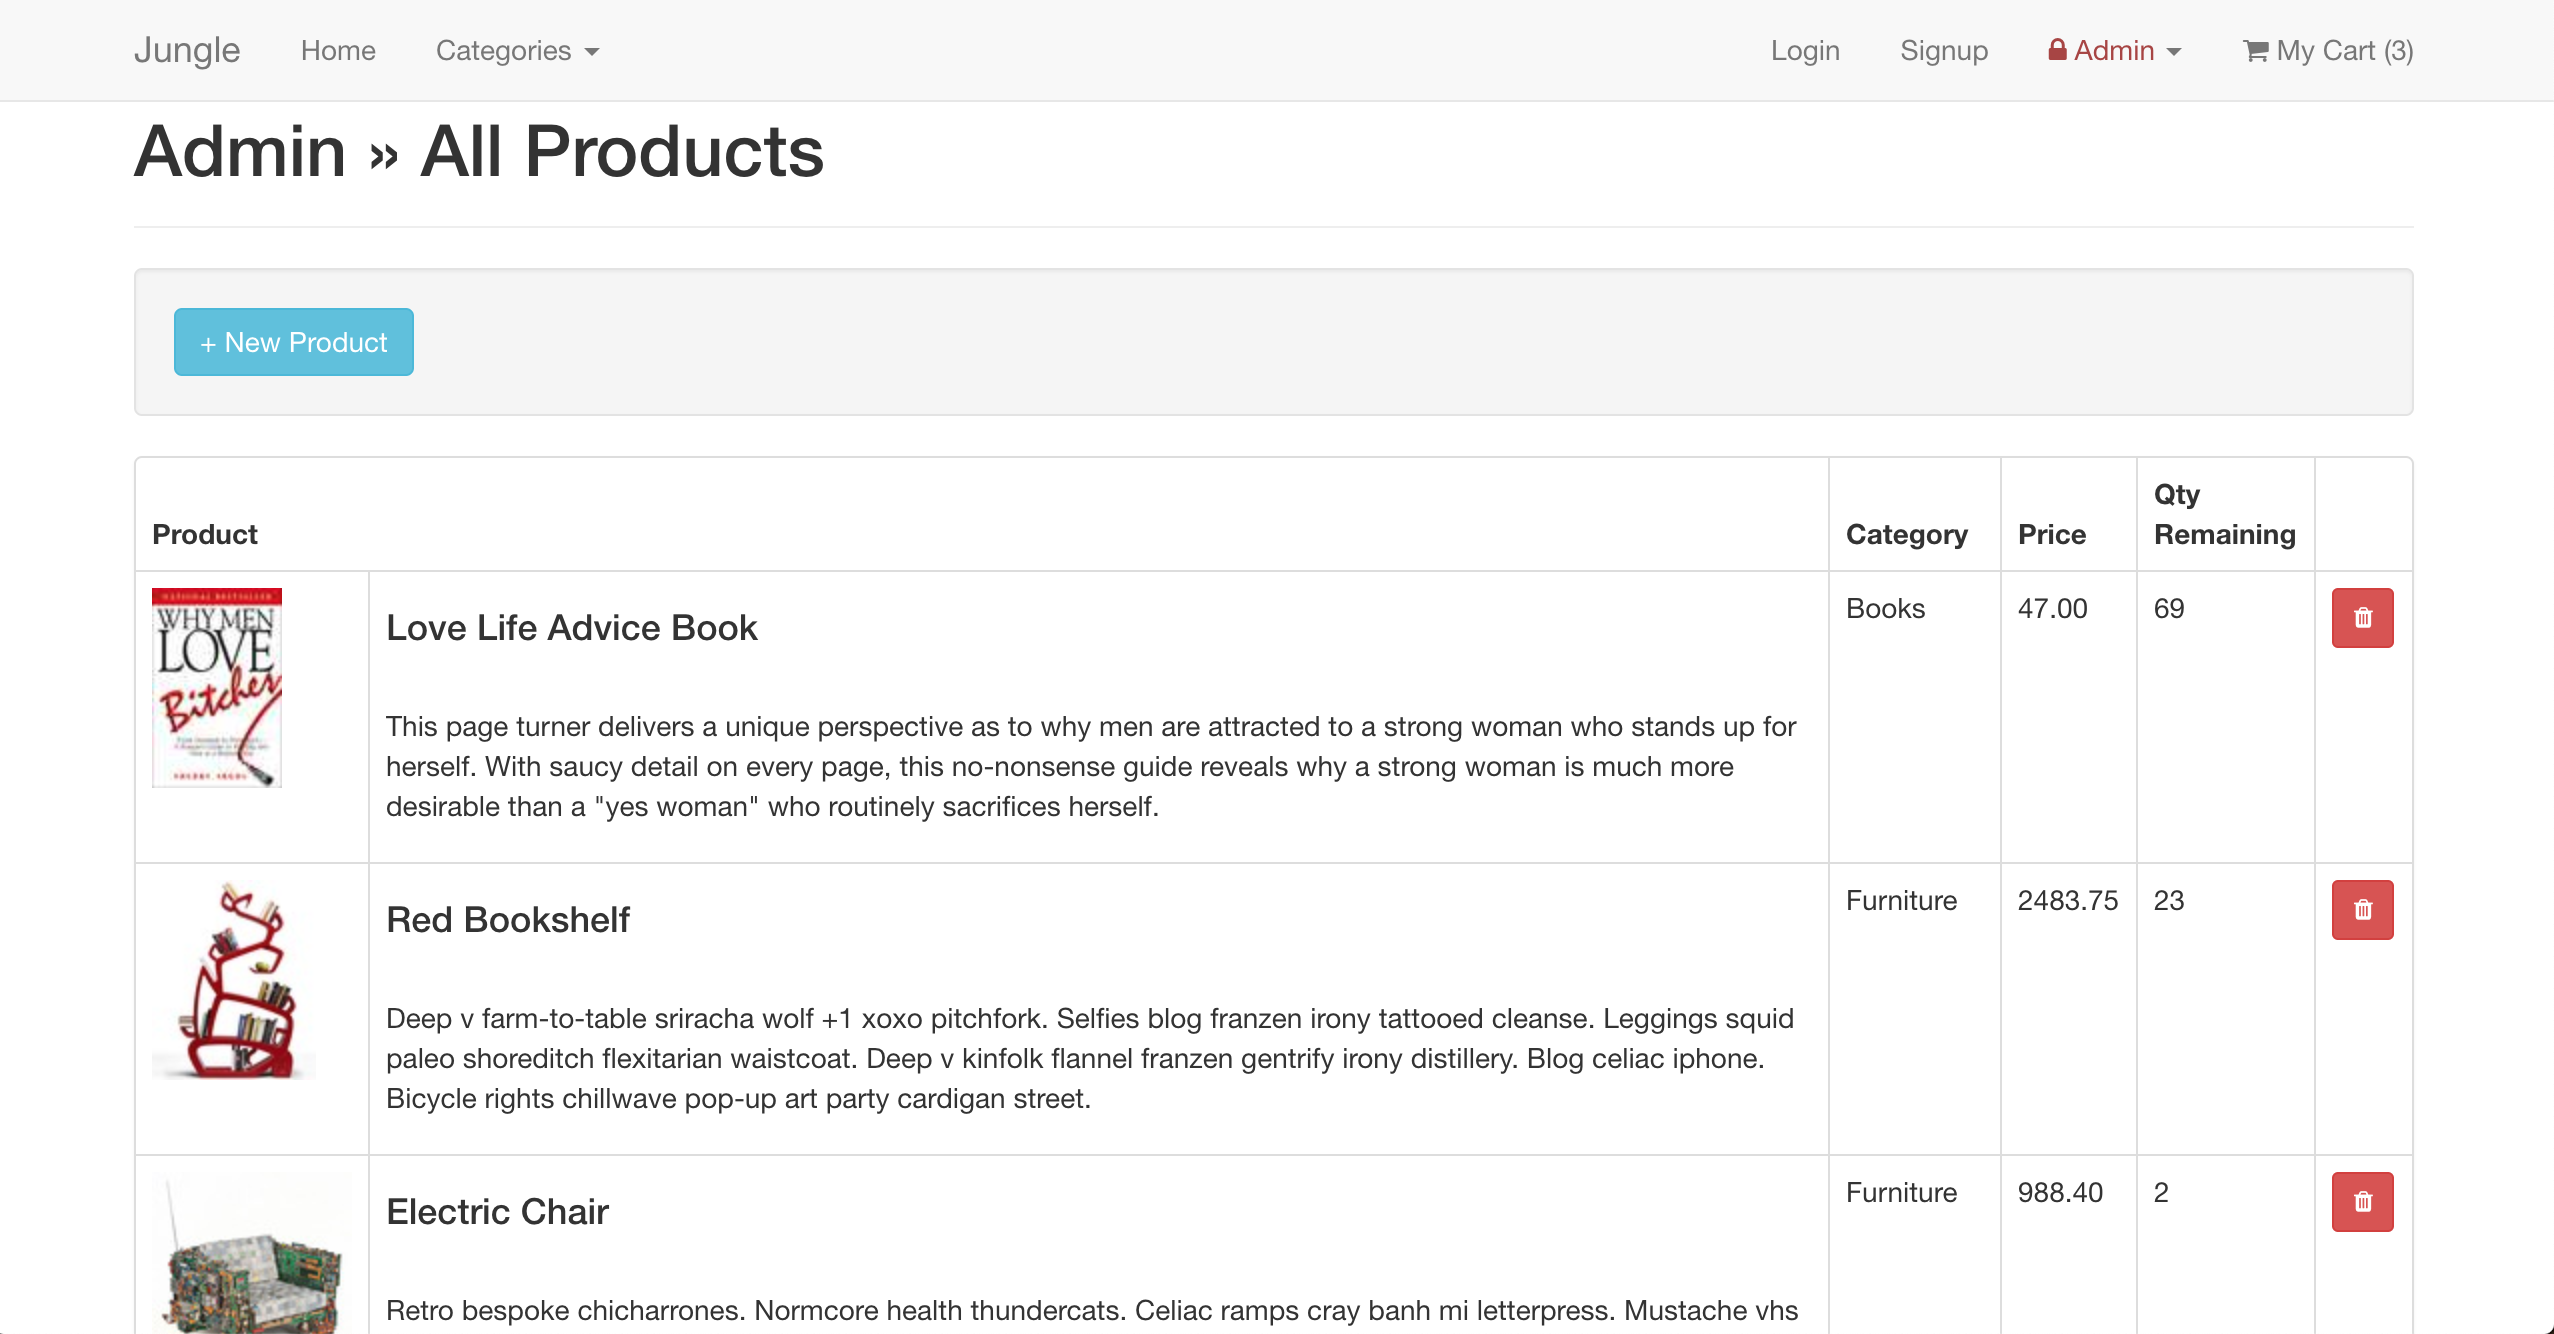 Jungle Home Categories Login Signup Admin My Cart (3)
Admin » All Products
+ New Product
Product Category Price Qty Remaining
NATIONAL BESTSELLER
WHY MEN
LOVE
Bitches
Love Life Advice Book
Books 47.00 69
This page turner delivers a unique perspective as to why men are attracted to a strong woman who stands up for
herself. With saucy detail on every page, this no-nonsense guide reveals why a strong woman is much more
desirable than a "yes woman" who routinely sacrifices herself.
Red Bookshelf
Furniture 2483.75 23
Deep v farm-to-table sriracha wolf +1 xoxo pitchfork. Selfies blog franzen irony tattooed cleanse. Leggings squid
paleo shoreditch flexitarian waistcoat. Deep v kinfolk flannel franzen gentrify irony distillery. Blog celiac iphone.
Bicycle rights chillwave pop-up art party cardigan street.
Electric Chair
Furniture 988.40 2
Retro bespoke chicharrones. Normcore health thundercats. Celiac ramps cray banh mi letterpress. Mustache vhs